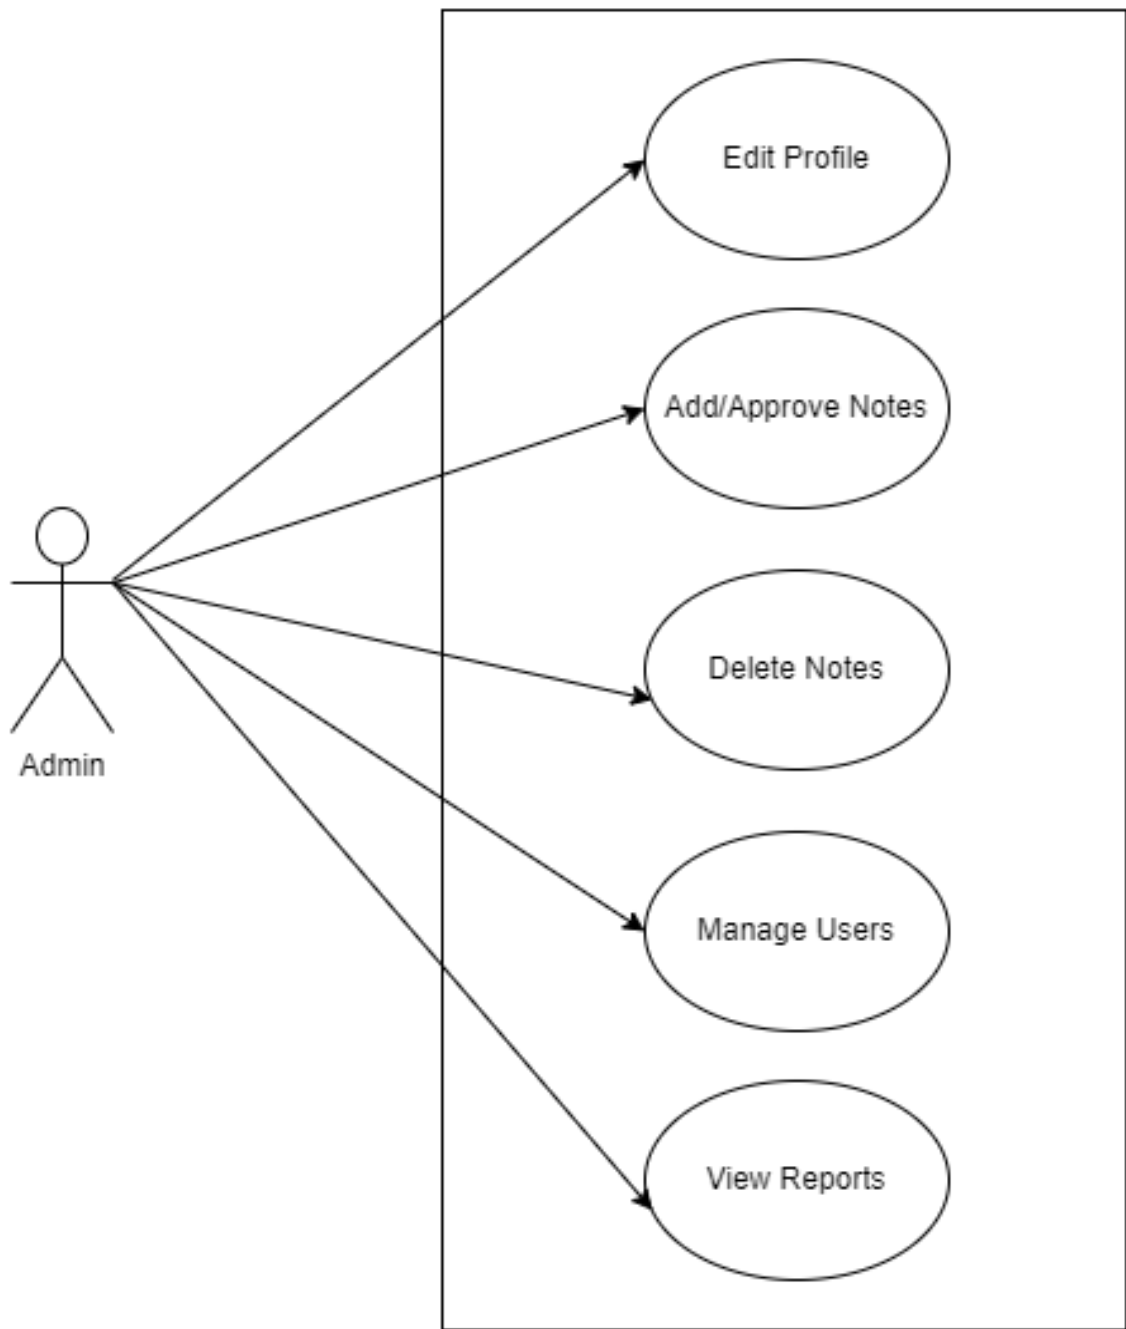 Edit Profile
Add/Approve Notes
Delete Notes
Admin
Manage Users
View Reports